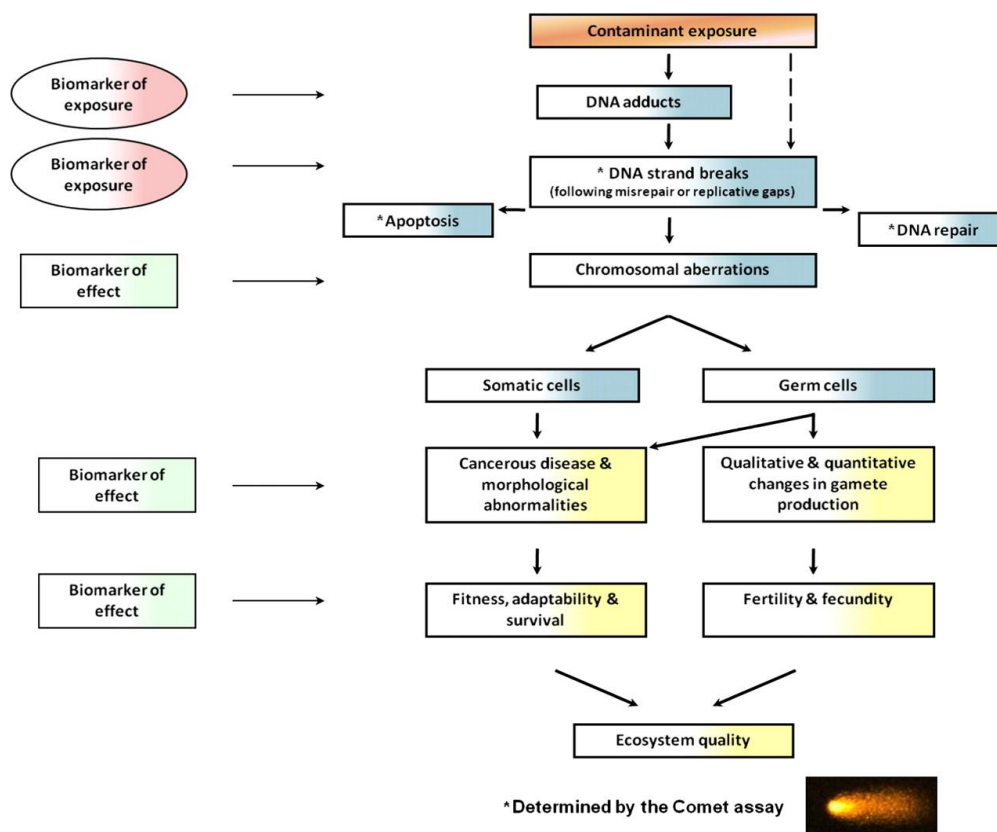 Contaminant exposure
Biomarker of
exposure
DNA adducts
Biomarker of
exposure
* DNA strand breaks
(following misrepair or replicative gaps)
*Apoptosis
*DNA repair
Biomarker of
effect
Chromosomal aberrations
Somatic cells
Germ cells
Biomarker of
effect
Cancerous disease &
morphological
abnormalities
Qualitative & quantitative
changes in gamete
production
Biomarker of
effect
Fitness, adaptability &
survival
Fertility & fecundity
Ecosystem quality
*Determined by the Comet assay